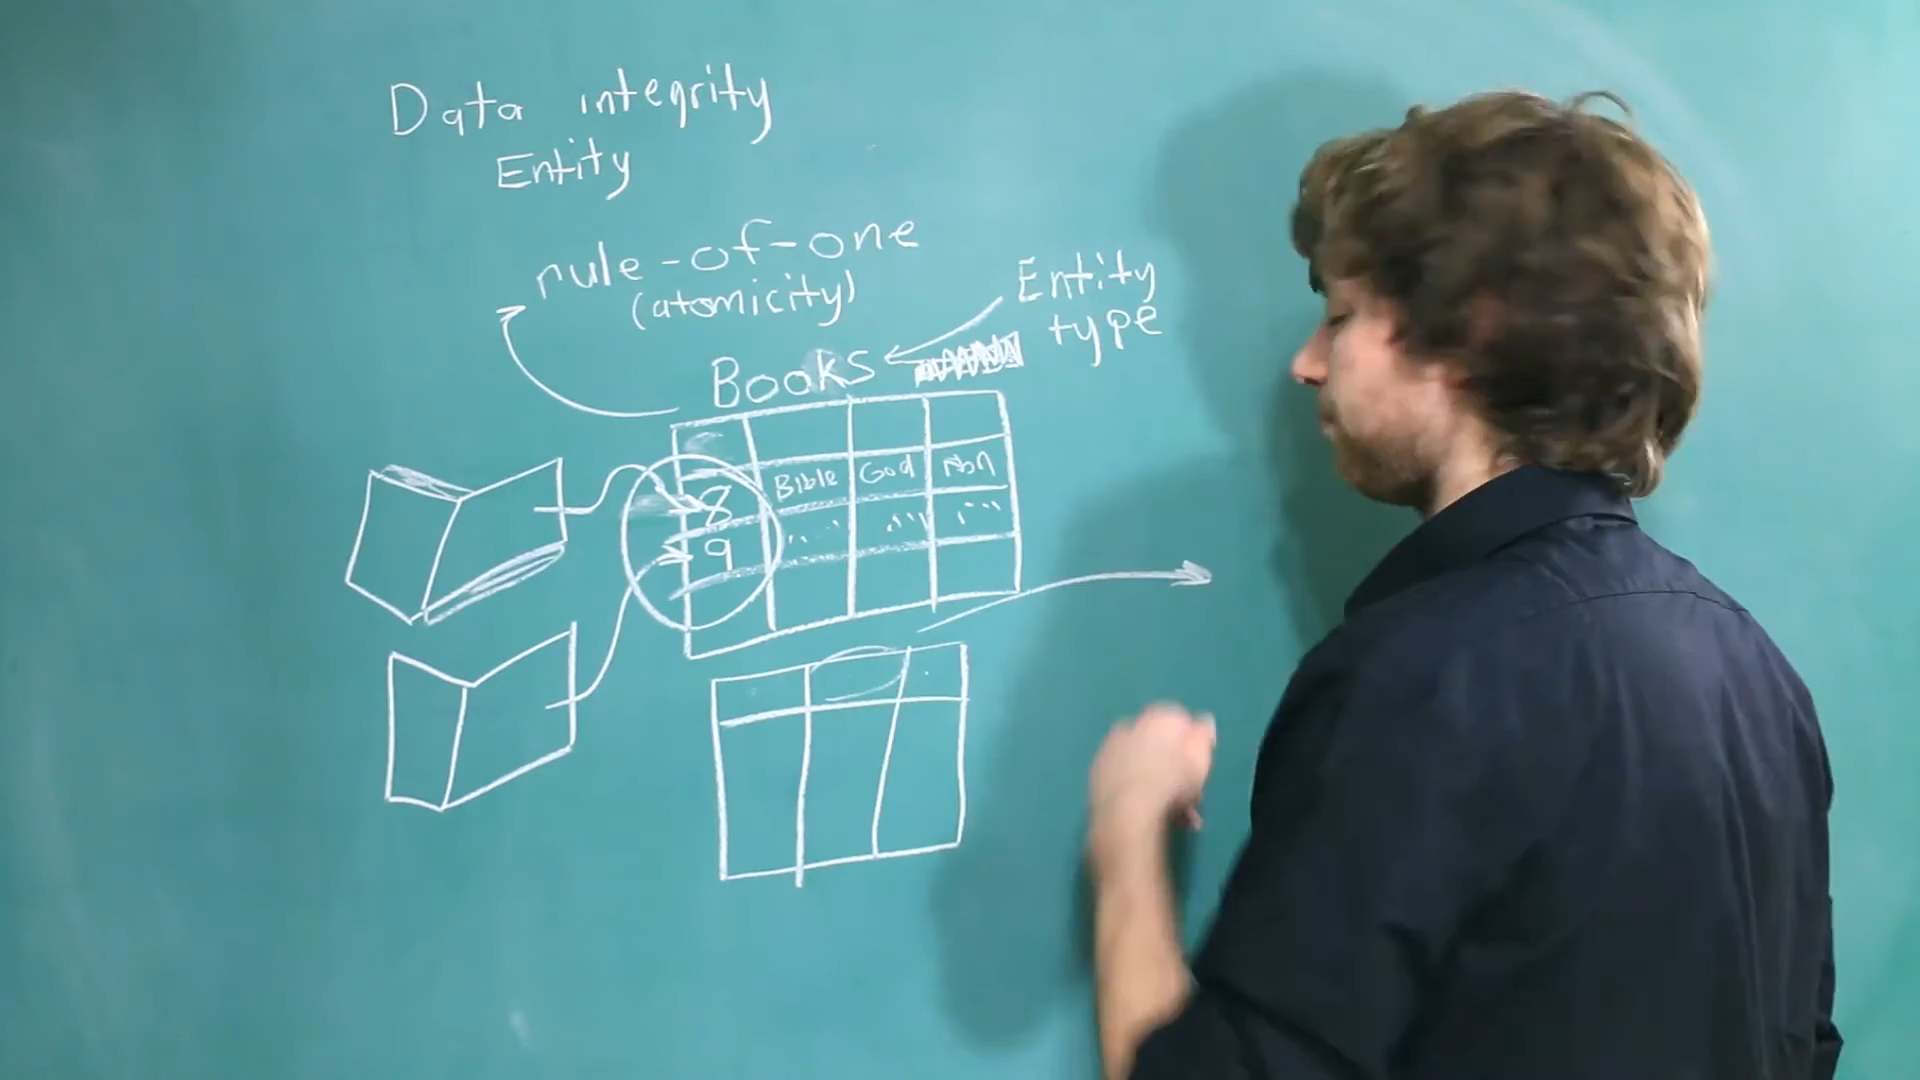 Data integrity
Entity
rule-of-one
(atomicity)
Entity
type
Books
8 Bible God
9